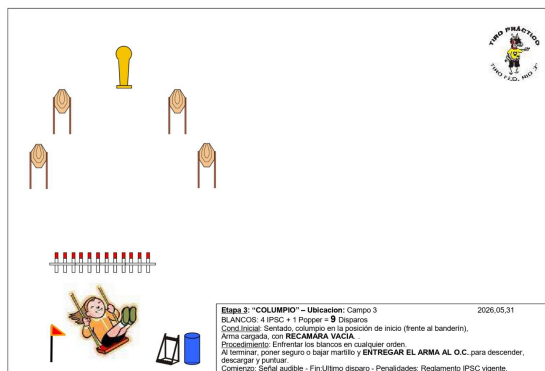 TIRO PRÁCTICO
TIRO F.I.D. RIO 3º
Etapa 3: "COLUMPIO" – Ubicacion: Campo 3 2026,05,31
BLANCOS: 4 IPSC + 1 Popper = 9 Disparos
Cond.Inicial: Sentado, columpio en la posición de inicio (frente al banderín),
Arma cargada, con RECAMARA VACIA. .
Procedimiento: Enfrentar los blancos en cualquier orden.
Al terminar, poner seguro o bajar martillo y ENTREGAR EL ARMA AL O.C. para descender,
descargar y puntuar.
Comienzo: Señal audible - Fin:Ultimo disparo - Penalidades: Reglamento IPSC vigente.